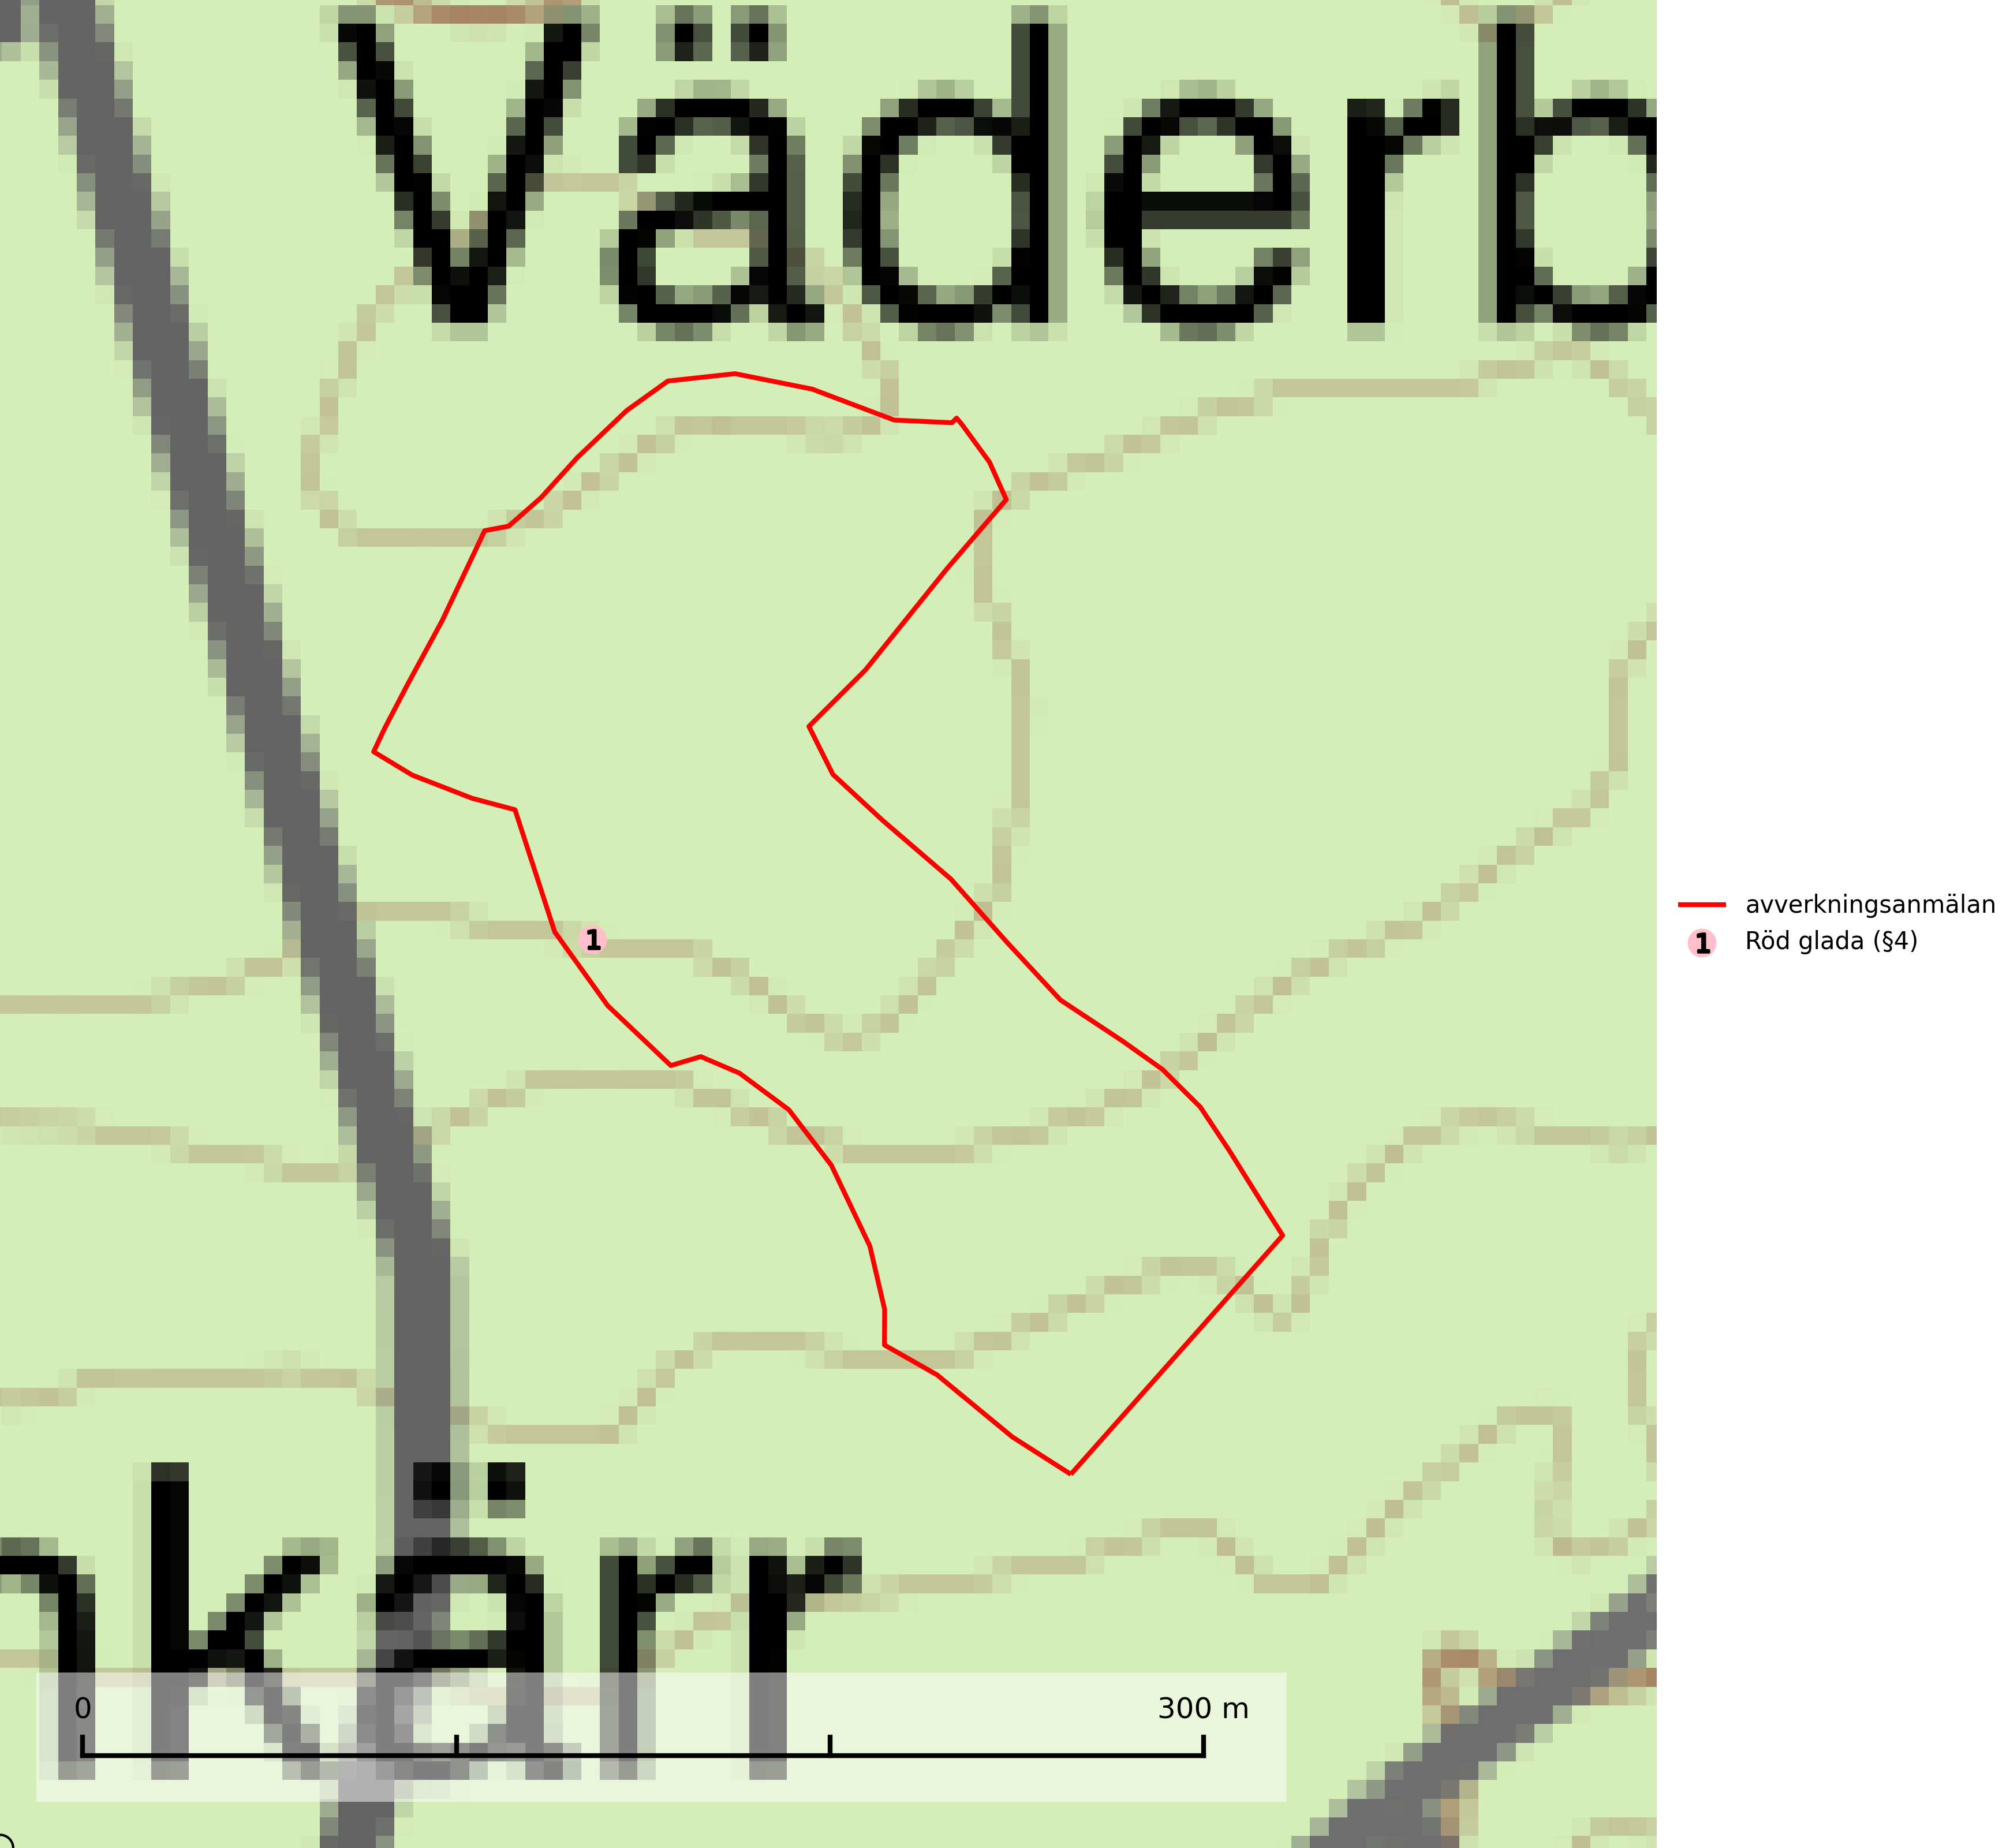 Väderb
avverkningsanmälan
1 Röd glada (§4)
1
kärr
0 300 m